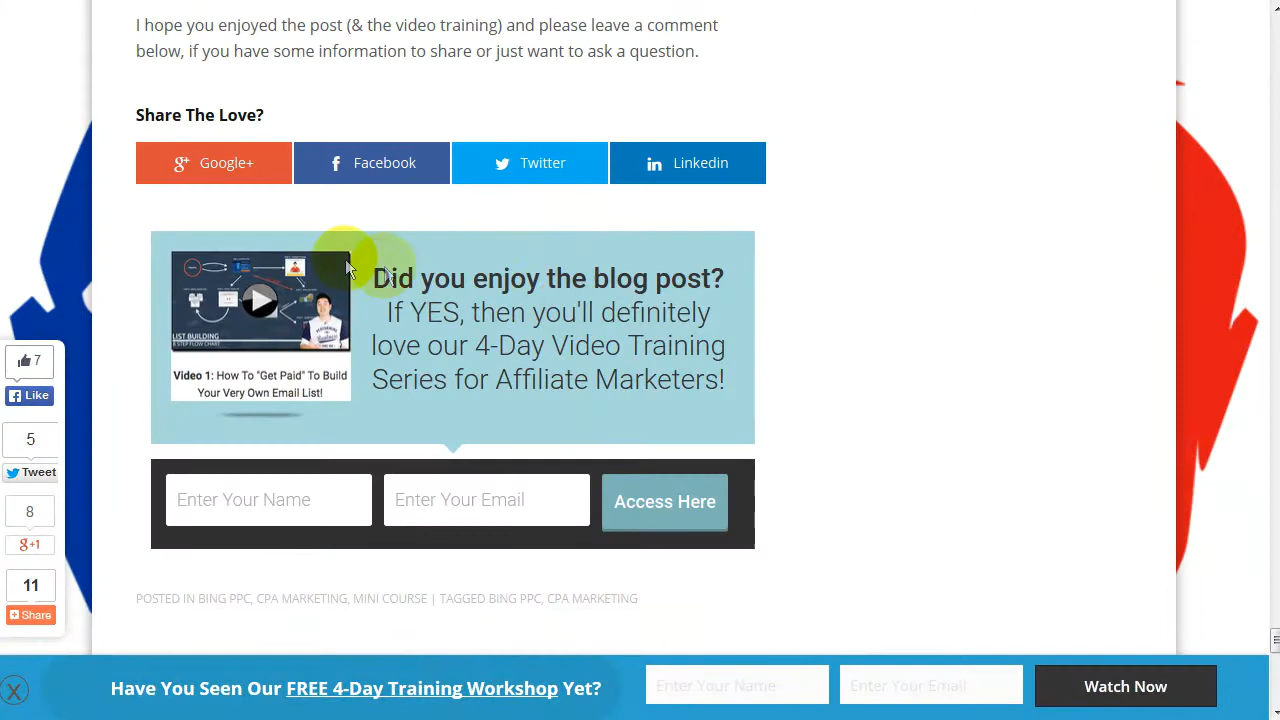 I hope you enjoyed the post (& the video training) and please leave a comment
below, if you have some information to share or just want to ask a question.
Share The Love?
Google+ Facebook Twitter Linkedin
Did you enjoy the blog post?
If YES, then you'll definitely
love our 4-Day Video Training
Series for Affiliate Marketers!
LIST BUILDING
8 STEP FLOW CHART
Video 1: How To "Get Paid" To Build
Your Very Own Email List!
Enter Your Name Enter Your Email Access Here
POSTED IN BING PPC, CPA MARKETING, MINI COURSE | TAGGED BING PPC, CPA MARKETING
7
Like
5
Tweet
8
g+1
11
Share
X Have You Seen Our FREE 4-Day Training Workshop Yet? Enter Your Name Enter Your Email Watch Now